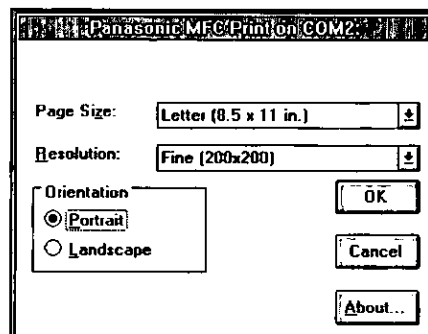 Panasonic MFC Print on COM2:
Page Size: Letter (8.5 x 11 in.)
Resolution: Fine (200x200)
Orientation
Portrait
Landscape
OK
Cancel
About...